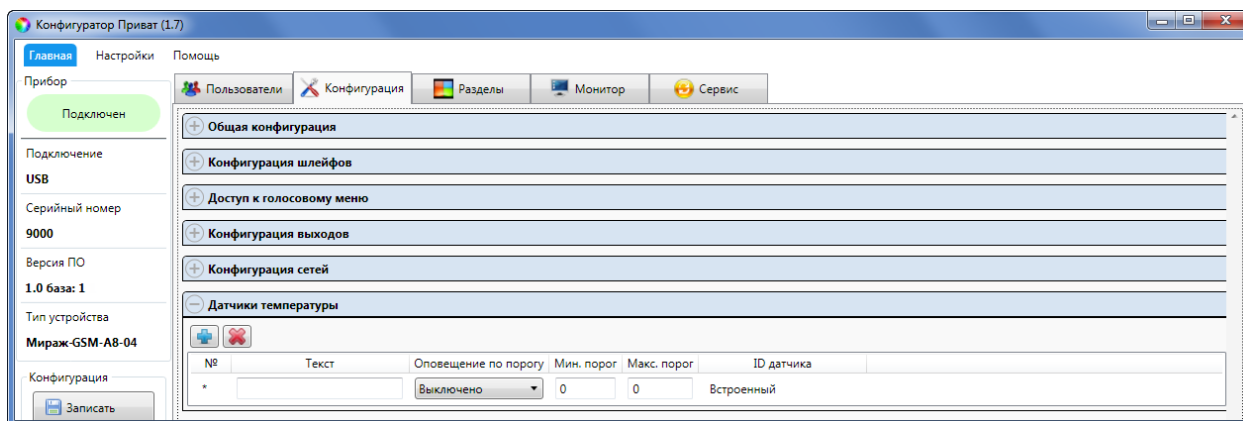 Конфигуратор Приват (1.7)
Главная Настройки Помощь
Прибор
Подключен
Подключение
USB
Серийный номер
9000
Версия ПО
1.0 база: 1
Тип устройства
Мираж-GSM-A8-04
Конфигурация
Записать
Пользователи Конфигурация Разделы Монитор Сервис
Общая конфигурация
Конфигурация шлейфов
Доступ к голосовому меню
Конфигурация выходов
Конфигурация сетей
Датчики температуры
№ Текст Оповещение по порогу Мин. порог Макс. порог ID датчика
* Выключено 0 0 Встроенный